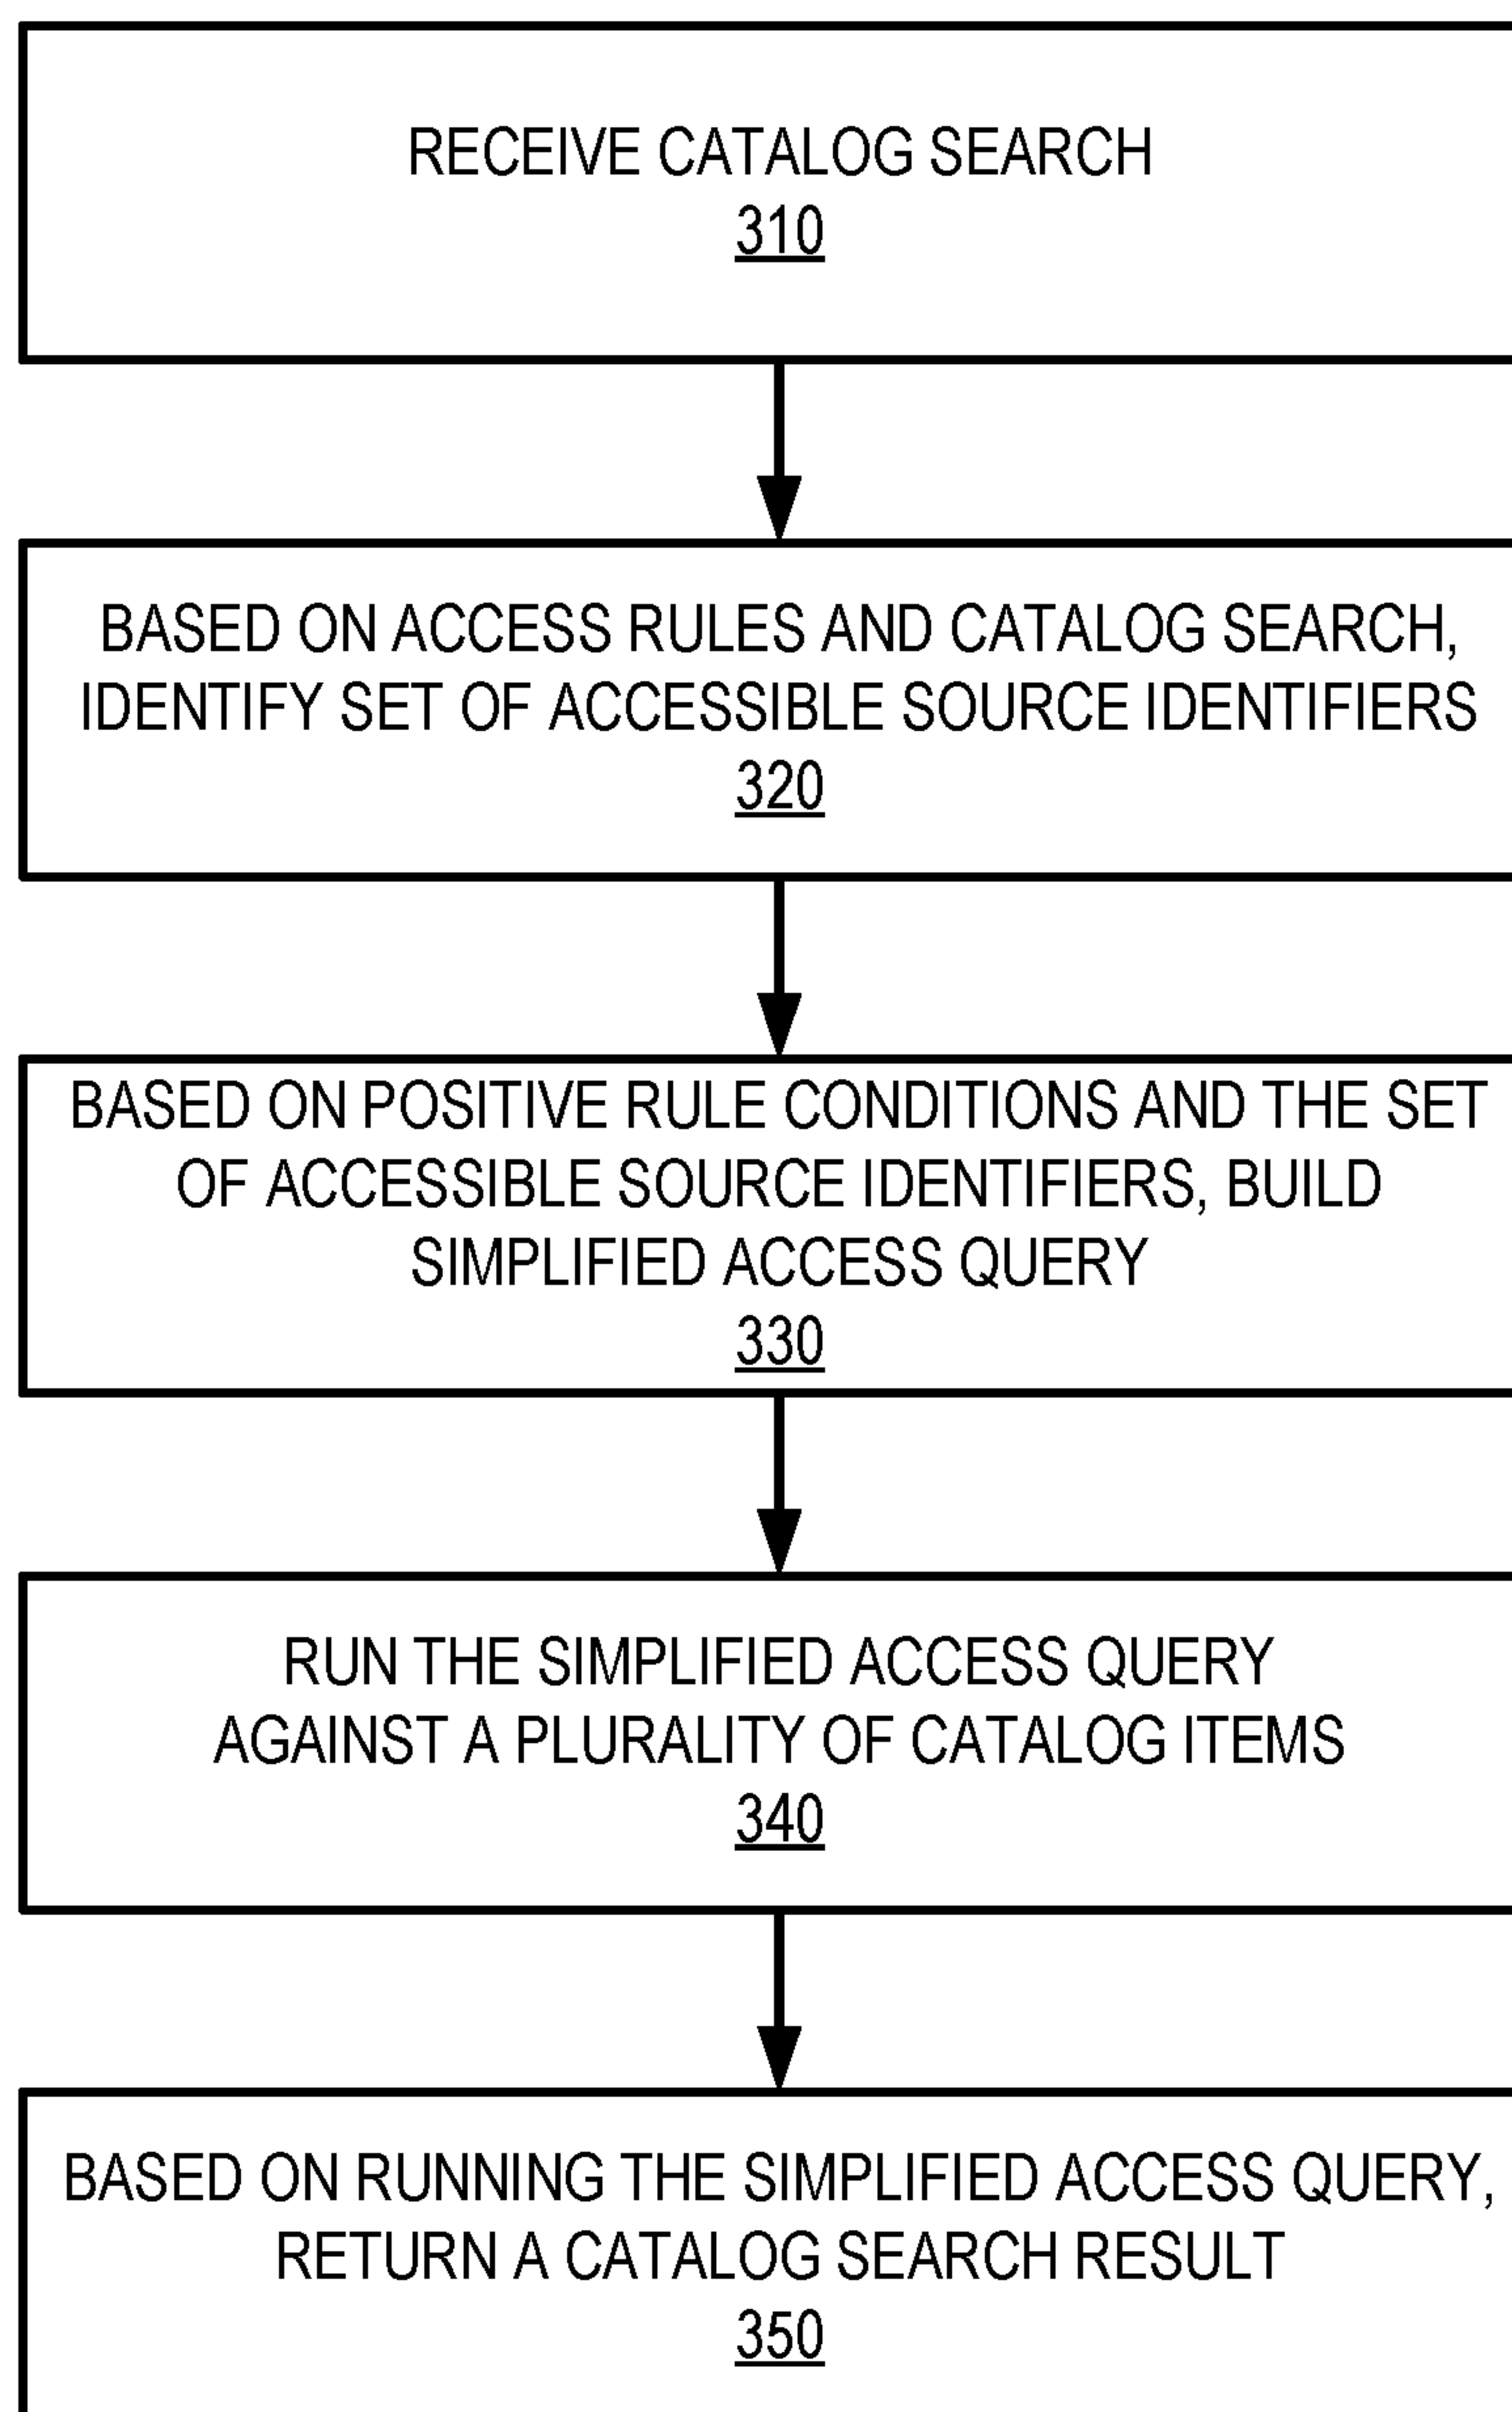 RECEIVE CATALOG SEARCH
310
BASED ON ACCESS RULES AND CATALOG SEARCH,
IDENTIFY SET OF ACCESSIBLE SOURCE IDENTIFIERS
320
BASED ON POSITIVE RULE CONDITIONS AND THE SET
OF ACCESSIBLE SOURCE IDENTIFIERS, BUILD
SIMPLIFIED ACCESS QUERY
330
RUN THE SIMPLIFIED ACCESS QUERY
AGAINST A PLURALITY OF CATALOG ITEMS
340
BASED ON RUNNING THE SIMPLIFIED ACCESS QUERY,
RETURN A CATALOG SEARCH RESULT
350